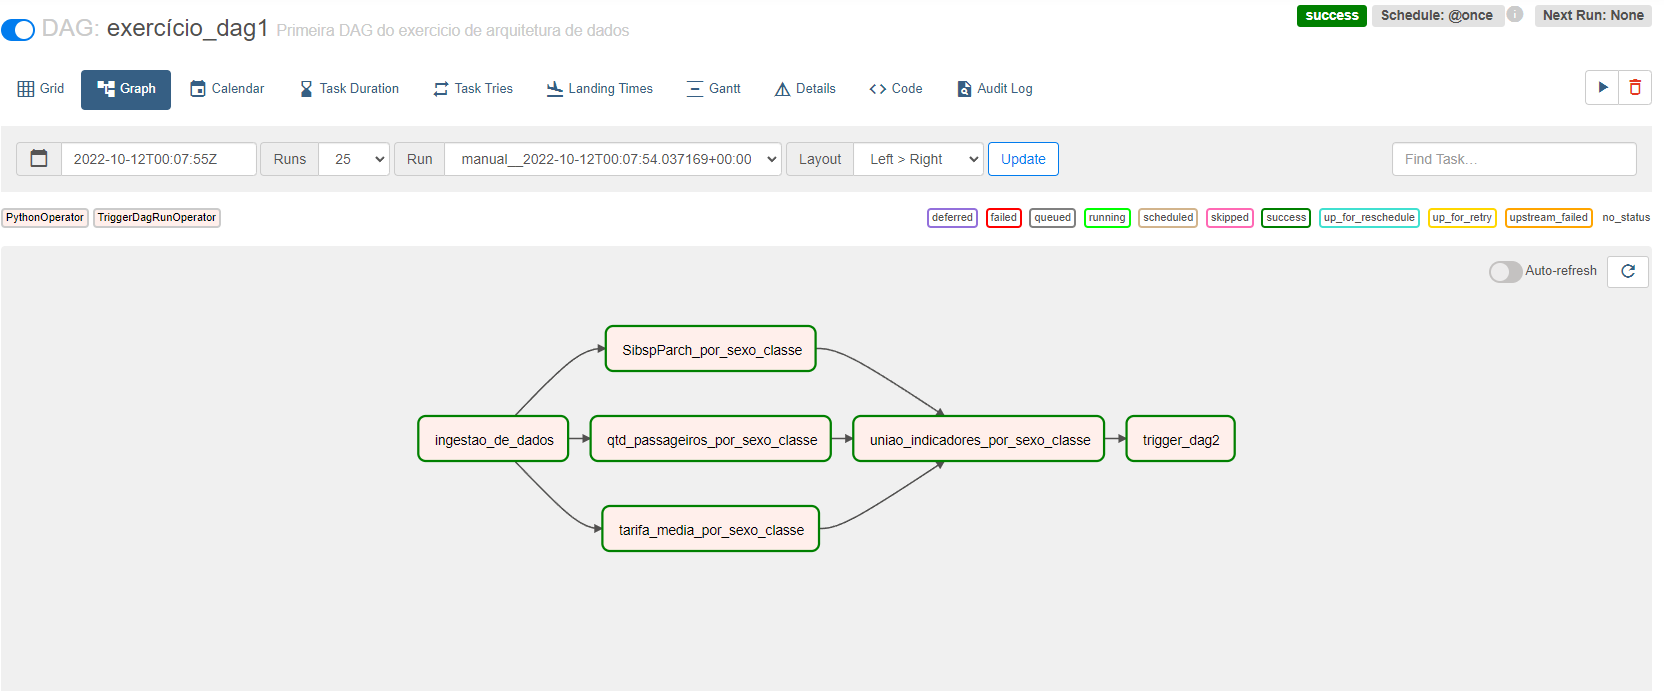 DAG: exercício_dag1 Primeira DAG do exercicio de arquitetura de dados
success Schedule: @once i Next Run: None
Grid Graph Calendar Task Duration Task Tries Landing Times Gantt Details Code Audit Log
2022-10-12T00:07:55Z Runs 25 Run manual__2022-10-12T00:07:54.037169+00:00 Layout Left > Right Update Find Task...
PythonOperator TriggerDagRunOperator deferred failed queued running scheduled skipped success up_for_reschedule up_for_retry upstream_failed no_status
Auto-refresh
SibspParch_por_sexo_classe
ingestao_de_dados qtd_passageiros_por_sexo_classe uniao_indicadores_por_sexo_classe trigger_dag2
tarifa_media_por_sexo_classe